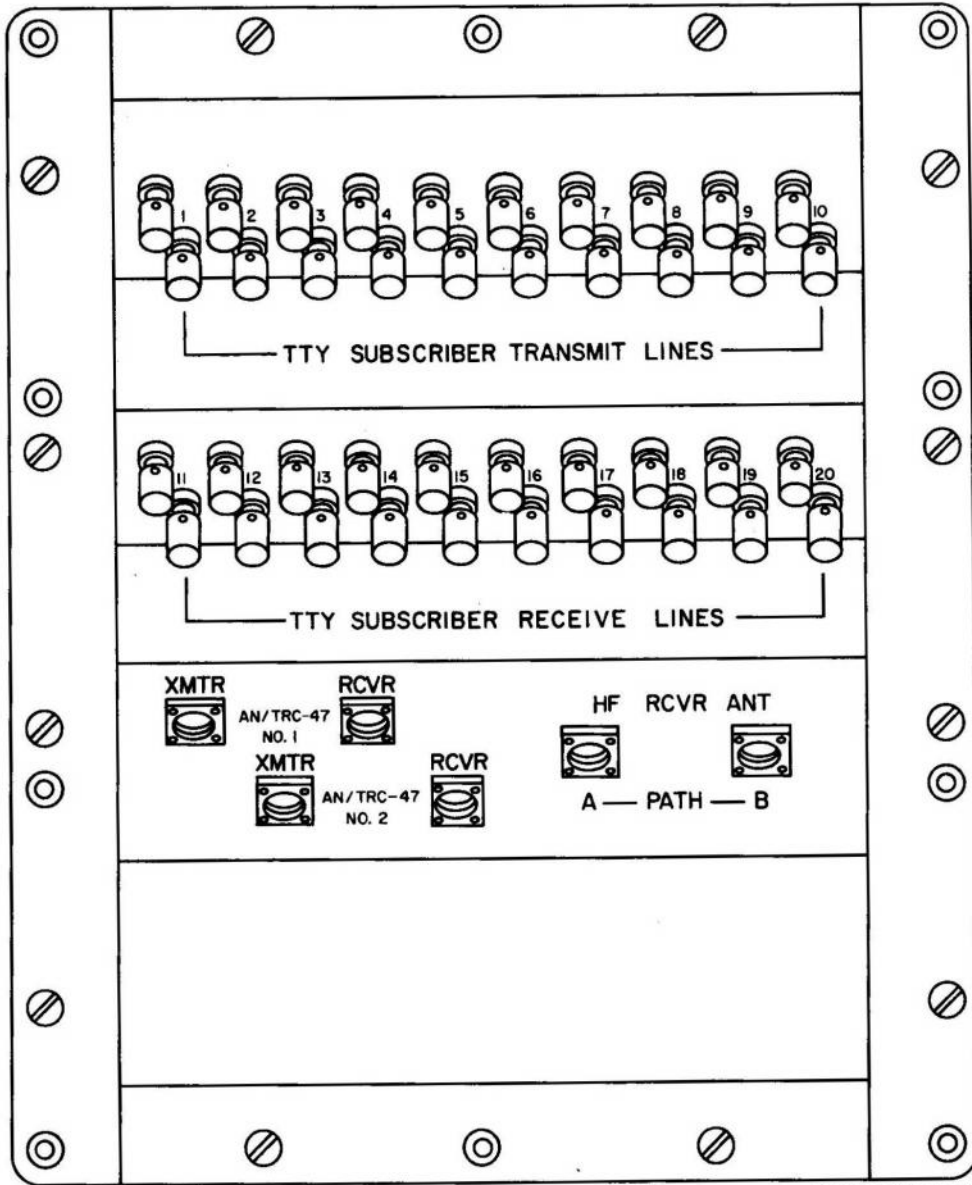 1 2 3 4 5 6 7 8 9 10
TTY SUBSCRIBER TRANSMIT LINES
11 12 13 14 15 16 17 18 19 20
TTY SUBSCRIBER RECEIVE LINES
XMTR RCVR
AN/TRC-47
NO. 1
HF RCVR ANT
XMTR RCVR
AN/TRC-47
NO. 2
A — PATH — B